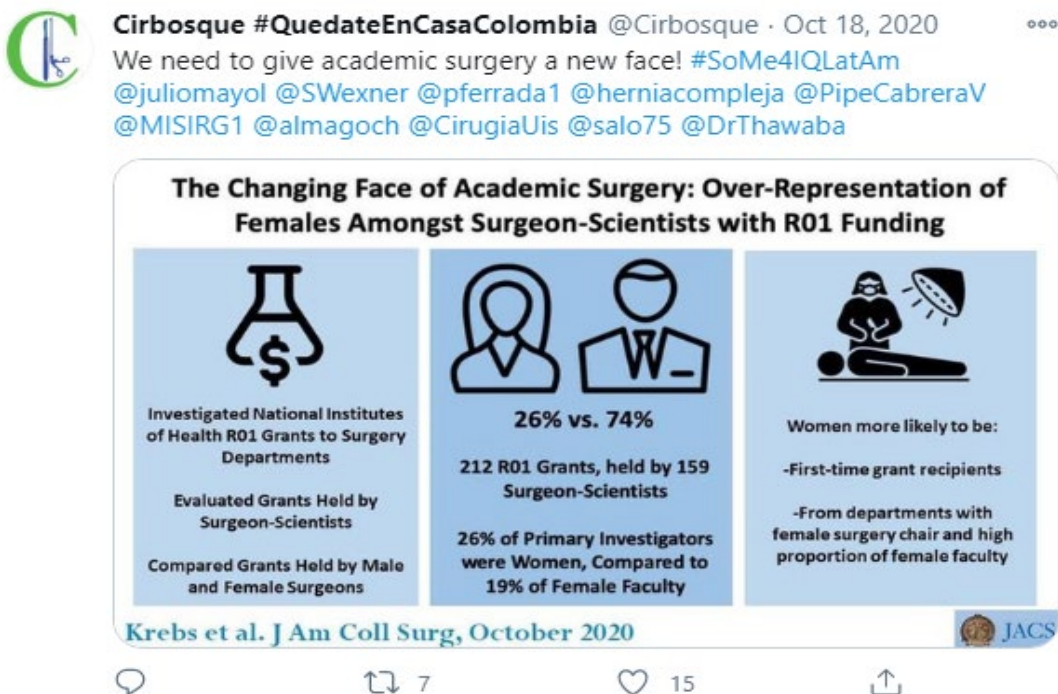 Cirbosque #QuedateEnCasaColombia @Cirbosque · Oct 18, 2020
We need to give academic surgery a new face! #SoMe4IQLatAm
@juliomayol @SWexner @pferrada1 @herniacompleja @PipeCabreraV
@MISIRG1 @almagoch @CirugiaUis @salo75 @DrThawaba
The Changing Face of Academic Surgery: Over-Representation of
Females Amongst Surgeon-Scientists with R01 Funding
$
Investigated National Institutes
of Health R01 Grants to Surgery
Departments
Evaluated Grants Held by
Surgeon-Scientists
Compared Grants Held by Male
and Female Surgeons
26% vs. 74%
212 R01 Grants, held by 159
Surgeon-Scientists
26% of Primary Investigators
were Women, Compared to
19% of Female Faculty
Women more likely to be:
-First-time grant recipients
-From departments with
female surgery chair and high
proportion of female faculty
Krebs et al. J Am Coll Surg, October 2020
JACS
7
15